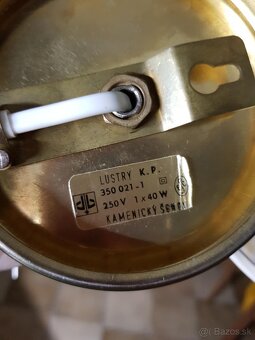 LUSTRY K.P.
350 021-1
250V 1x40W
KAMENICKÝ ŠENOV
bazos.sk